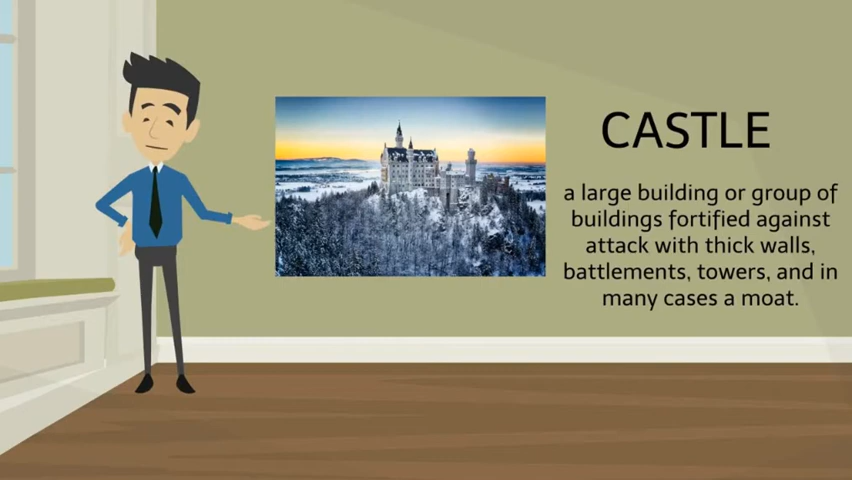 CASTLE
a large building or group of
buildings fortified against
attack with thick walls,
battlements, towers, and in
many cases a moat.